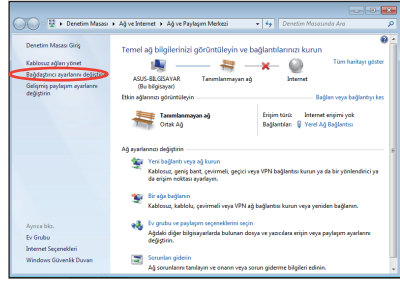 Denetim Masası ▸ Ağ ve Internet ▸ Ağ ve Paylaşım Merkezi
Denetim Masasında Ara
Denetim Masası Giriş
Kablosuz ağları yönet
Bağdaştırıcı ayarlarını değiştirin
Gelişmiş paylaşım ayarlarını
değiştirin
Temel ağ bilgilerinizi görüntüleyin ve bağlantılarınızı kurun
Tüm haritayı göster
ASUS-BILGISAYAR
(Bu bilgisayar)
Tanımlanmayan ağ
Internet
Etkin ağlarınızı görüntüleyin
Bağlan veya bağlantıyı kes
Tanımlanmayan ağ
Ortak Ağ
Erişim türü: Internet erişimi yok
Bağlantılar: Yerel Ağ Bağlantısı
Ağ ayarlarınızı değiştirin
Yeni bağlantı veya ağ kurun
Kablosuz, geniş bant, çevirmeli, geçici veya VPN bağlantısı kurun ya da bir yönlendirici ya
da erişim noktası ayarlayın.
Bir ağa bağlanın
Kablosuz, kablolu, çevirmeli veya VPN ağ bağlantısı kurun veya yeniden bağlanın.
Ev grubu ve paylaşım seçeneklerini seçin
Ağdaki diğer bilgisayarlarda bulunan dosya ve yazıcılara erişin veya paylaşım ayarlarını
değiştirin.
Sorunları giderin
Ağ sorunlarını tanılayın ve onarın veya sorun giderme bilgileri edinin.
Ayrıca bkz.
Ev Grubu
İnternet Seçenekleri
Windows Güvenlik Duvarı